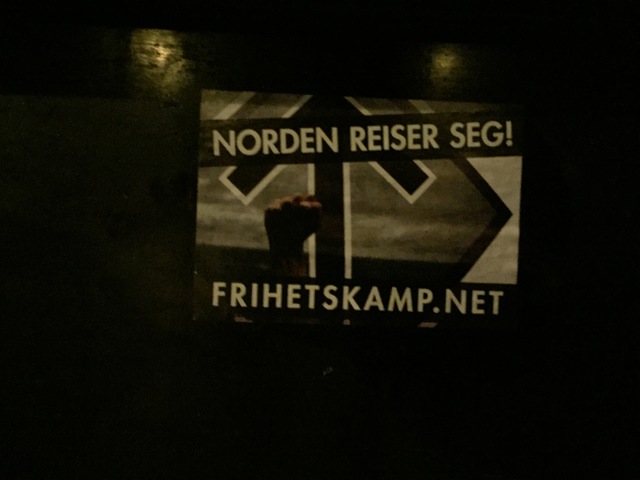 NORDEN REISER SEG!
FRIHETSKAMP.NET